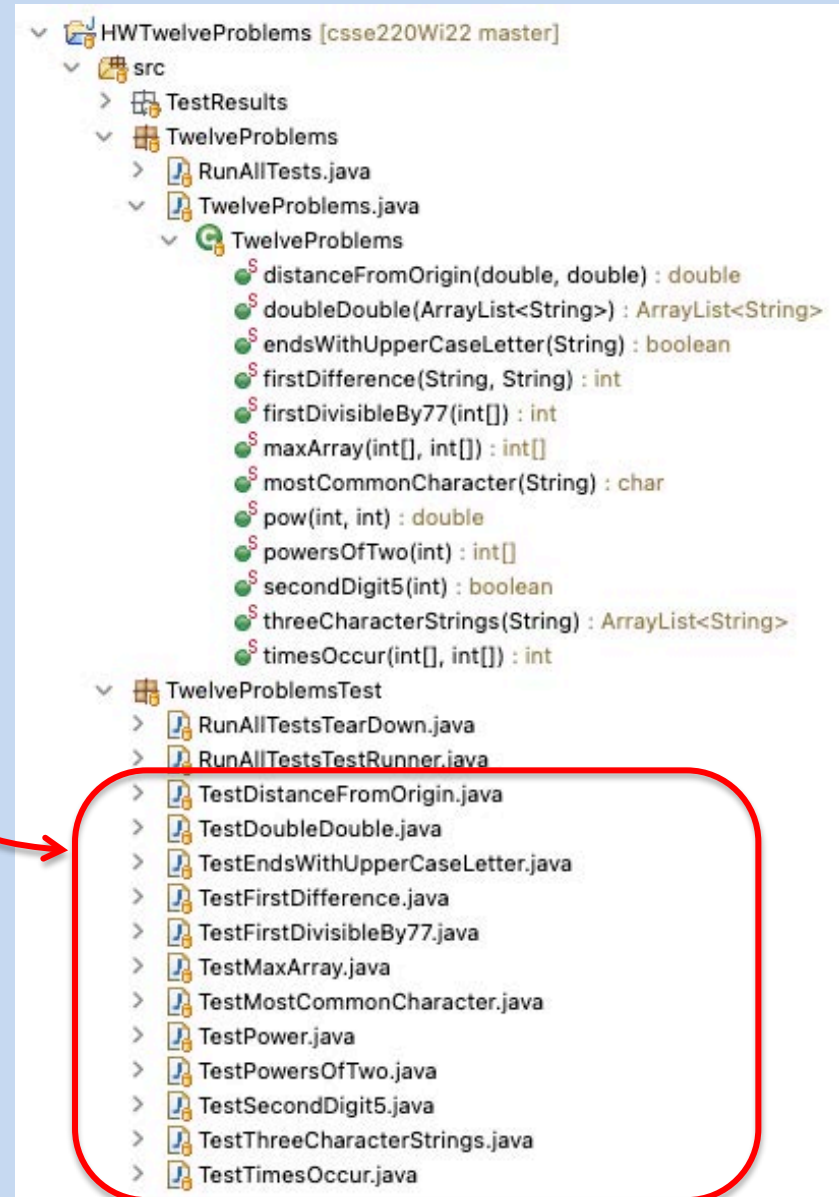 HWTwelveProblems [csse220Wi22 master]
src
TestResults
TwelveProblems
RunAllTests.java
TwelveProblems.java
TwelveProblems
distanceFromOrigin(double, double) : double
doubleDouble(ArrayList<String>) : ArrayList<String>
endsWithUpperCaseLetter(String) : boolean
firstDifference(String, String) : int
firstDivisibleBy77(int[]) : int
maxArray(int[], int[]) : int[]
mostCommonCharacter(String) : char
pow(int, int) : double
powersOfTwo(int) : int[]
secondDigit5(int) : boolean
threeCharacterStrings(String) : ArrayList<String>
timesOccur(int[], int[]) : int
TwelveProblemsTest
RunAllTestsTearDown.java
RunAllTestsTestRunner.java
TestDistanceFromOrigin.java
TestDoubleDouble.java
TestEndsWithUpperCaseLetter.java
TestFirstDifference.java
TestFirstDivisibleBy77.java
TestMaxArray.java
TestMostCommonCharacter.java
TestPower.java
TestPowersOfTwo.java
TestSecondDigit5.java
TestThreeCharacterStrings.java
TestTimesOccur.java